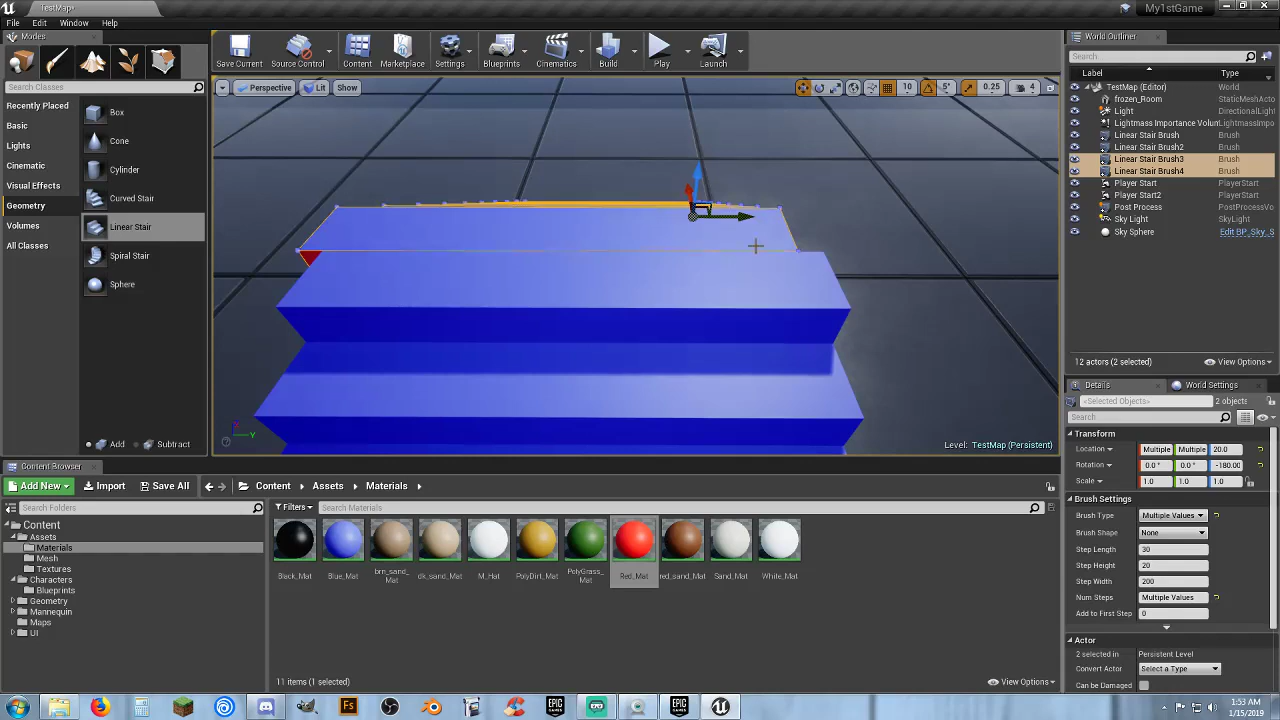 TestMap*
My1stGame
File Edit Window Help
Modes
Search Classes
Recently Placed
Basic
Lights
Cinematic
Visual Effects
Geometry
Volumes
All Classes
Box
Cone
Cylinder
Curved Stair
Linear Stair
Spiral Stair
Sphere
Add Subtract
Save Current Source Control Content Marketplace Settings Blueprints Cinematics Build Play Launch
Perspective Lit Show 10 5° 0.25 4
Level: TestMap (Persistent)
World Outliner
Search
Label Type
TestMap (Editor)
frozen_Room StaticMeshActo
Light DirectionalLight
Lightmass Importance Volum LightmassImpo
Linear Stair Brush Brush
Linear Stair Brush2 Brush
Linear Stair Brush3 Brush
Linear Stair Brush4 Brush
Player Start PlayerStart
Player Start2 PlayerStart
Post Process PostProcessVo
Sky Light SkyLight
Sky Sphere Edit BP_Sky_S
12 actors (2 selected) View Options
Details World Settings
<Selected Objects> 2 objects
Search
Transform
Location Multiple Multiple 20.0
Rotation 0.0 ° 0.0 ° -180.00
Scale 1.0 1.0 1.0
Brush Settings
Brush Type Multiple Values
Brush Shape None
Step Length 30
Step Height 20
Step Width 200
Num Steps Multiple Values
Add to First Step 0
Actor
2 selected in Persistent Level
Convert Actor Select a Type
Can be Damaged
Content Browser
Add New Import Save All Content Assets Materials
Search Folders
Filters Search Materials
Content
Assets
Materials
Mesh
Textures
Characters
Blueprints
Geometry
Mannequin
Maps
UI
Black_Mat Blue_Mat brn_sand_Mat dk_sand_Mat M_Hat PolyDirt_Mat PolyGrass_Mat Red_Mat red_sand_Mat Sand_Mat White_Mat
11 items (1 selected) View Options
1:53 AM
1/15/2019